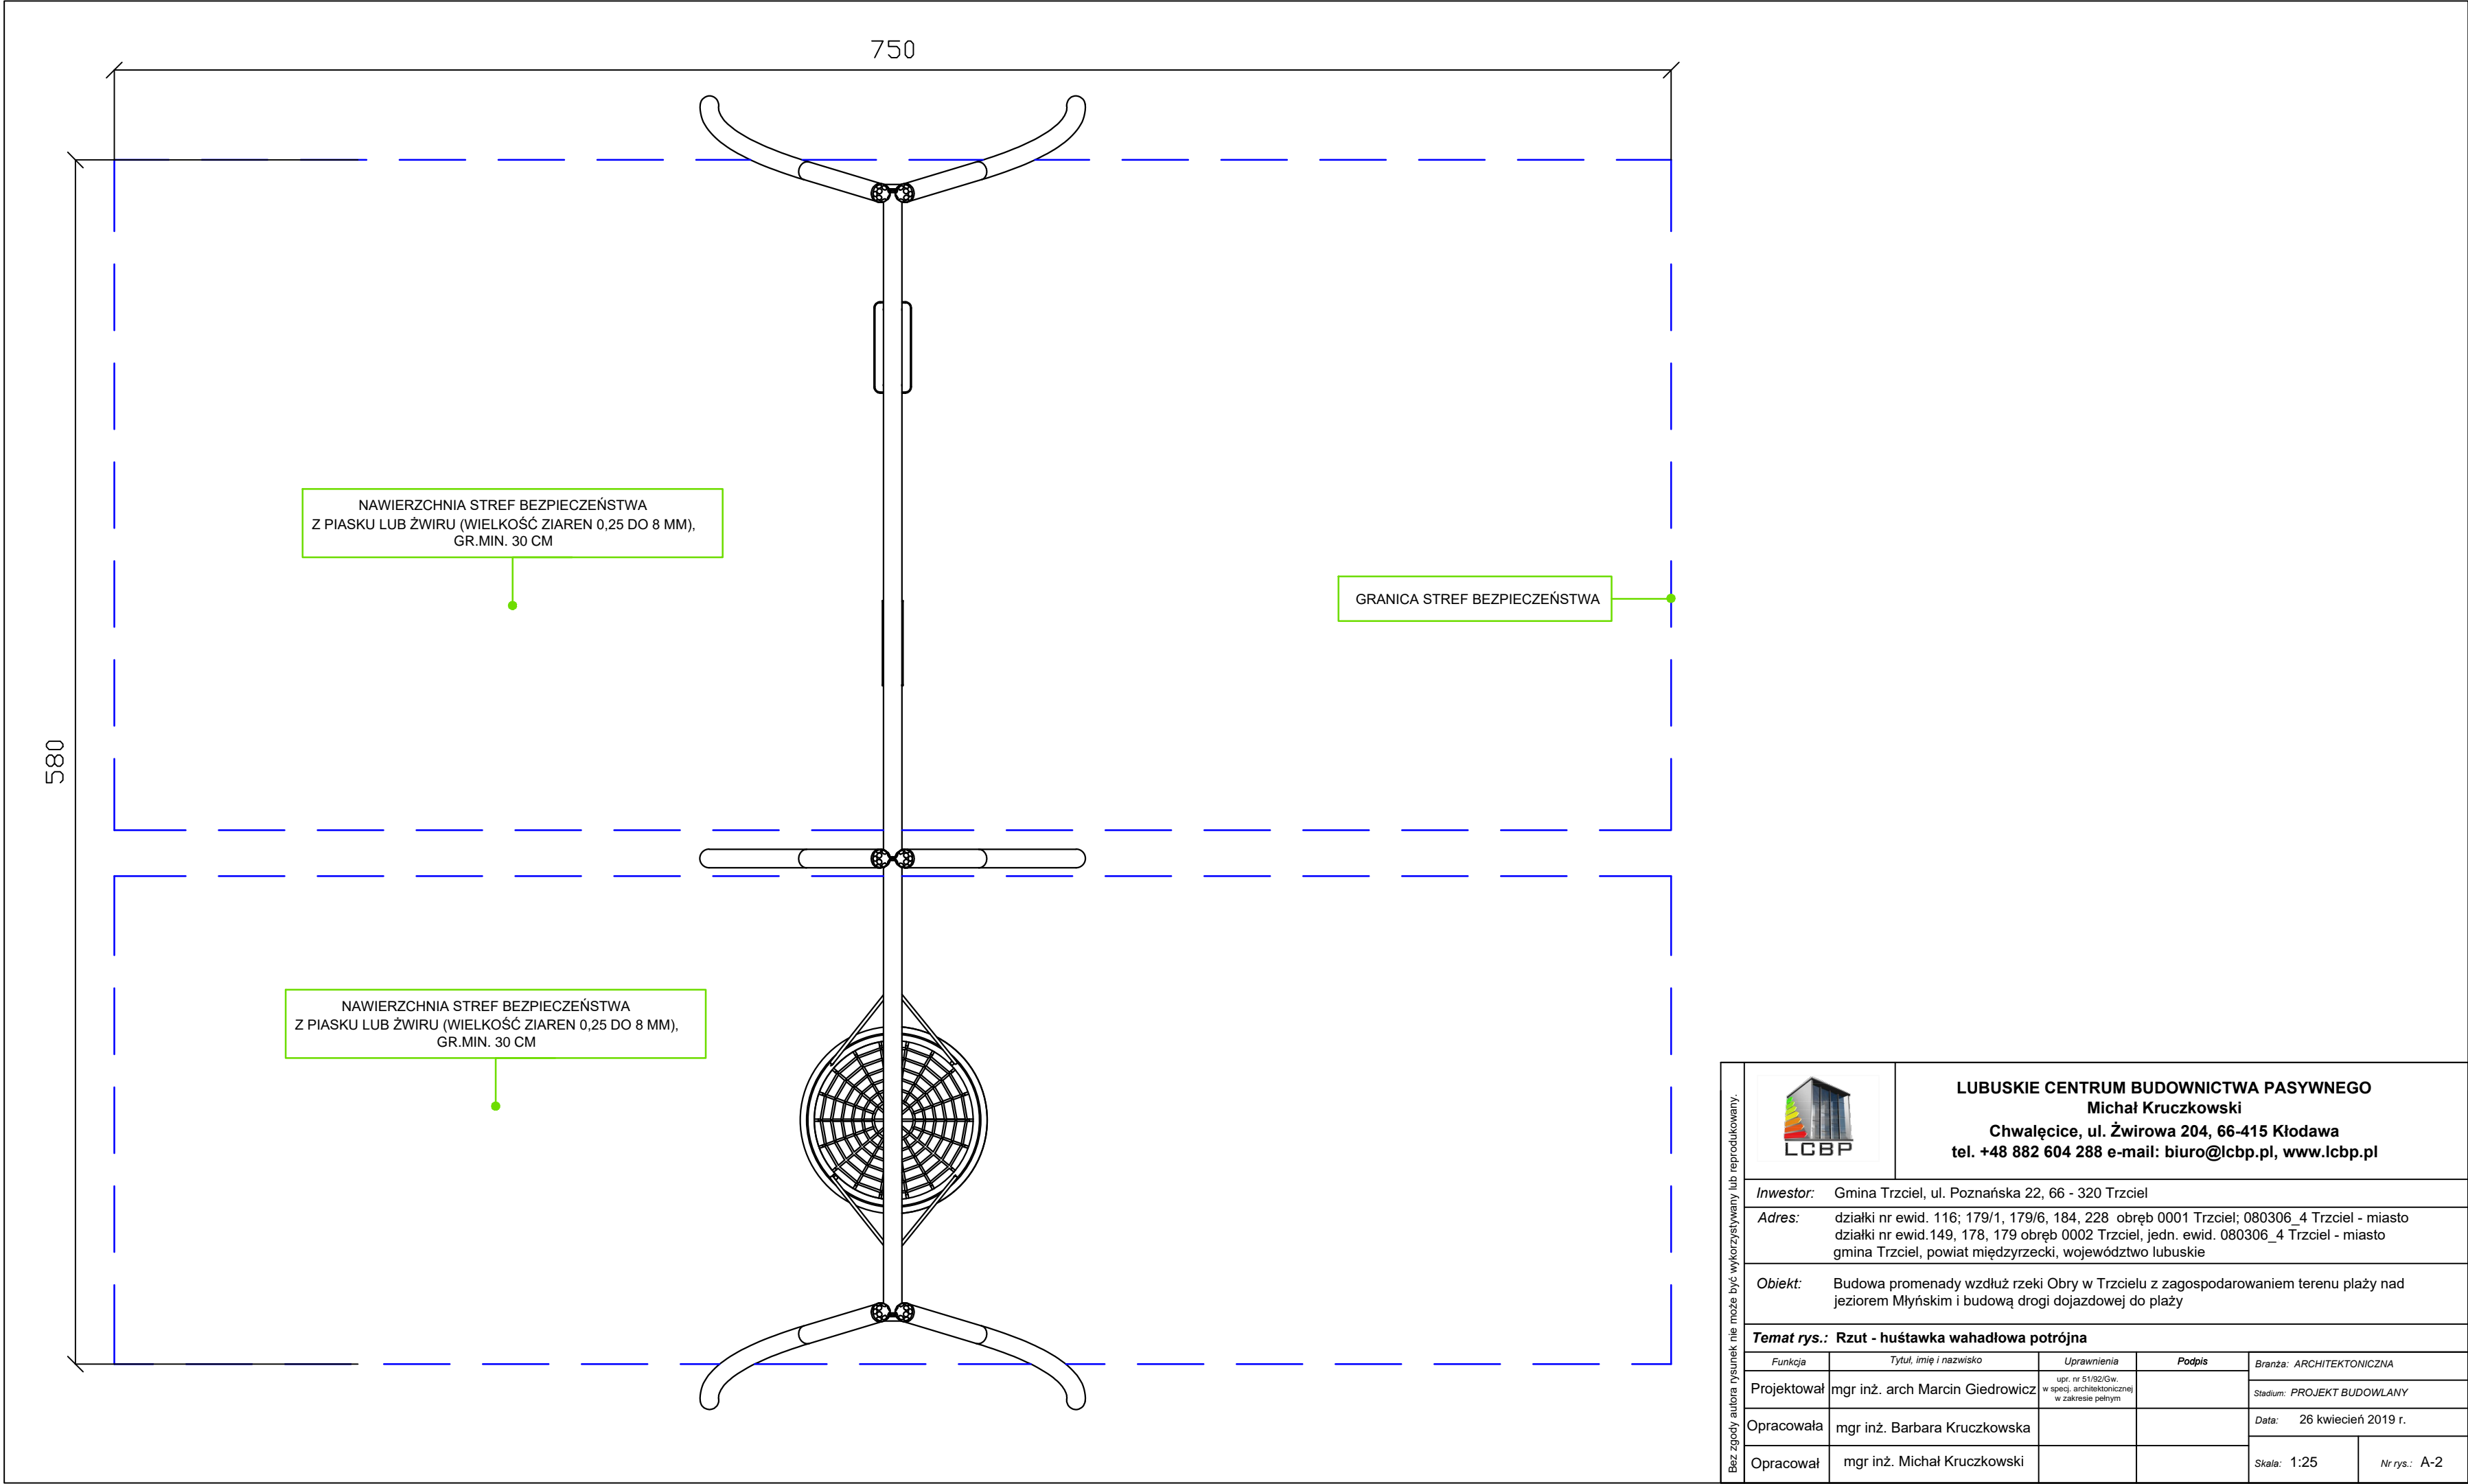 750
580
NAWIERZCHNIA STREF BEZPIECZEŃSTWA
Z PIASKU LUB ŻWIRU (WIELKOŚĆ ZIAREN 0,25 DO 8 MM),
GR.MIN. 30 CM
GRANICA STREF BEZPIECZEŃSTWA
NAWIERZCHNIA STREF BEZPIECZEŃSTWA
Z PIASKU LUB ŻWIRU (WIELKOŚĆ ZIAREN 0,25 DO 8 MM),
GR.MIN. 30 CM
Bez zgody autora rysunek nie może być wykorzystywany lub reprodukowany.
LCBP
LUBUSKIE CENTRUM BUDOWNICTWA PASYWNEGO
Michał Kruczkowski
Chwalęcice, ul. Żwirowa 204, 66-415 Kłodawa
tel. +48 882 604 288 e-mail: biuro@lcbp.pl, www.lcbp.pl
Inwestor: Gmina Trzciel, ul. Poznańska 22, 66 - 320 Trzciel
Adres: działki nr ewid. 116; 179/1, 179/6, 184, 228 obręb 0001 Trzciel; 080306_4 Trzciel - miasto
działki nr ewid.149, 178, 179 obręb 0002 Trzciel, jedn. ewid. 080306_4 Trzciel - miasto
gmina Trzciel, powiat międzyrzecki, województwo lubuskie
Obiekt: Budowa promenady wzdłuż rzeki Obry w Trzcielu z zagospodarowaniem terenu plaży nad
jeziorem Młyńskim i budową drogi dojazdowej do plaży
Temat rys.: Rzut - huśtawka wahadłowa potrójna
Funkcja Tytuł, imię i nazwisko Uprawnienia Podpis Branża: ARCHITEKTONICZNA
Projektował mgr inż. arch Marcin Giedrowicz
upr. nr 51/92/Gw.
w specj. architektonicznej
w zakresie pełnym
Stadium: PROJEKT BUDOWLANY
Opracowała mgr inż. Barbara Kruczkowska
Data: 26 kwiecień 2019 r.
Opracował mgr inż. Michał Kruczkowski
Skala: 1:25 Nr rys.: A-2